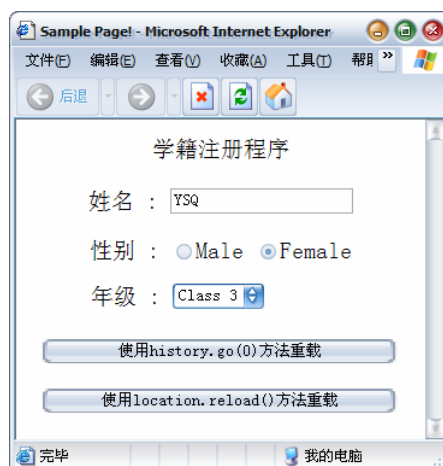 Sample Page! - Microsoft Internet Explorer
文件(F) 编辑(E) 查看(V) 收藏(A) 工具(T) 帮 »
后退
学籍注册程序
姓名 : YSQ
性别 : Male Female
年级 : Class 3
使用history.go(0)方法重载
使用location.reload()方法重载
完毕 我的电脑